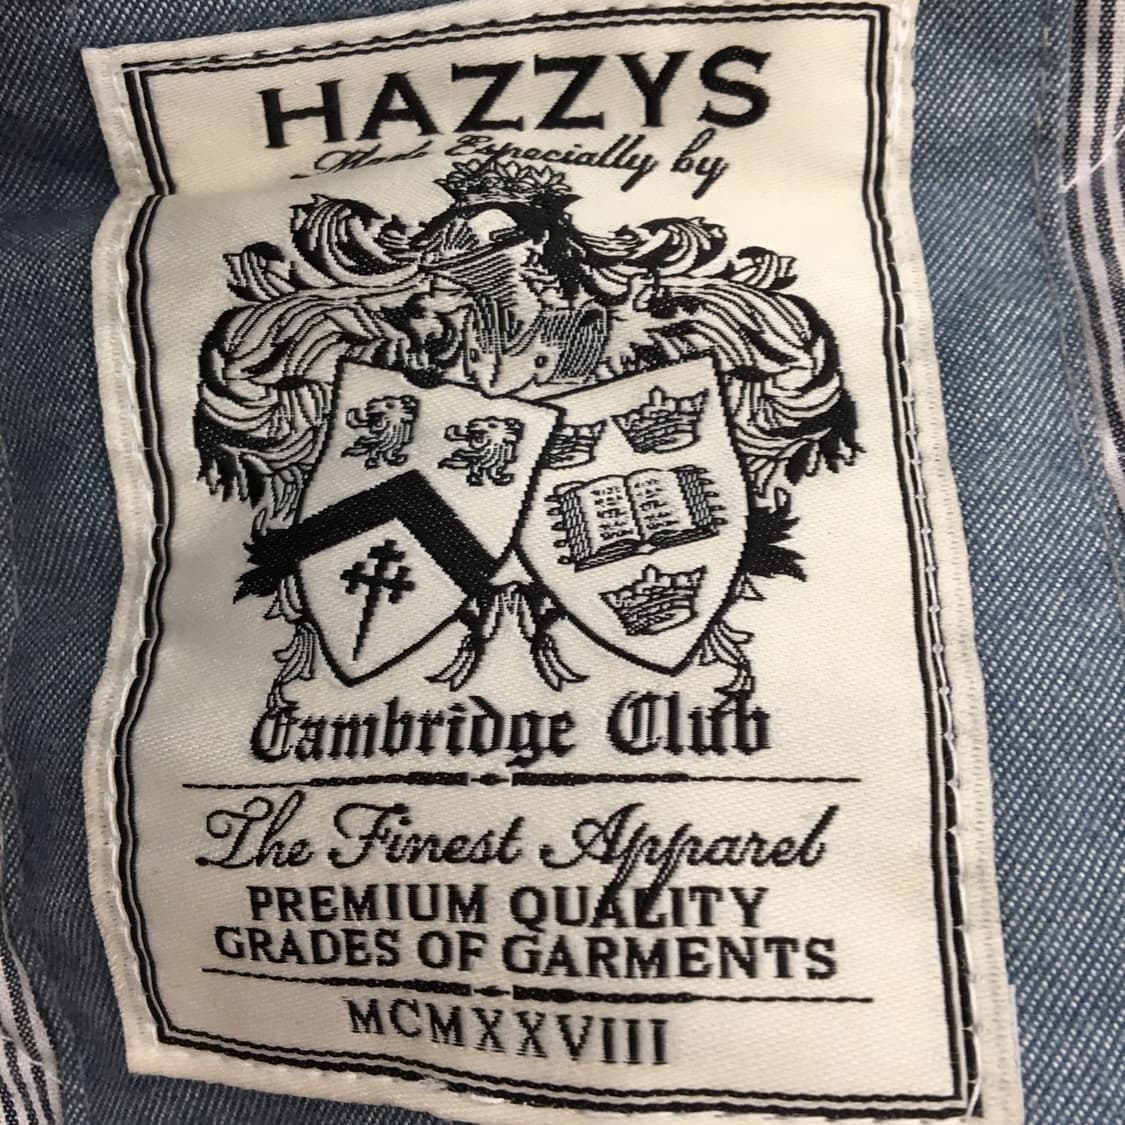 HAZZYS
Made Especially by
Cambridge Club
The Finest Apparel
PREMIUM QUALITY
GRADES OF GARMENTS
MCMXXVIII